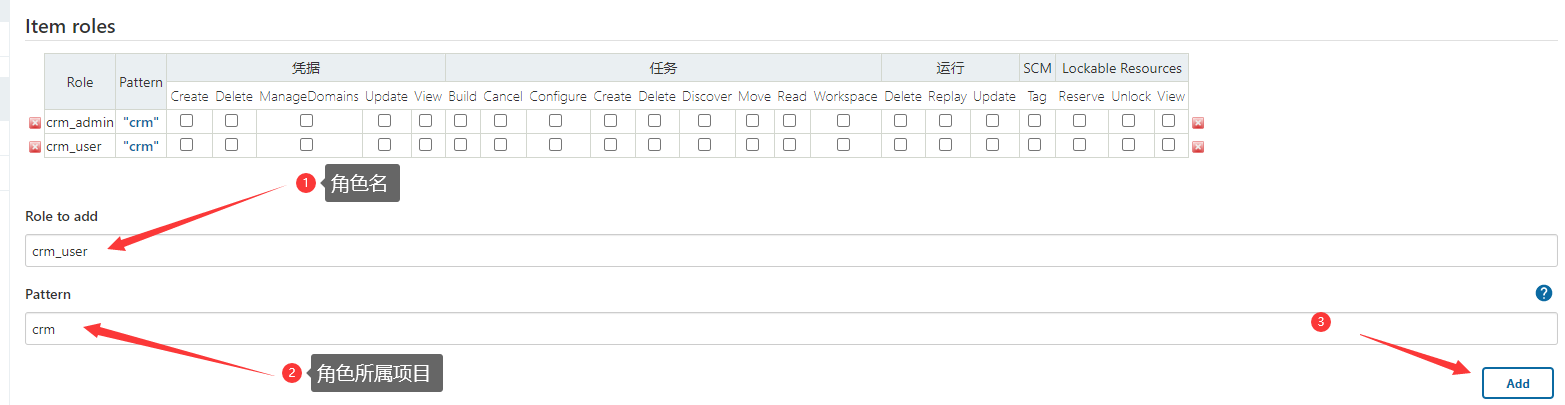 Item roles
Role Pattern 凭据 任务 运行 SCM Lockable Resources
Create Delete ManageDomains Update View Build Cancel Configure Create Delete Discover Move Read Workspace Delete Replay Update Tag Reserve Unlock View
crm_admin "crm"
crm_user "crm"
1 角色名
Role to add
crm_user
Pattern ?
crm 3
2 角色所属项目
Add